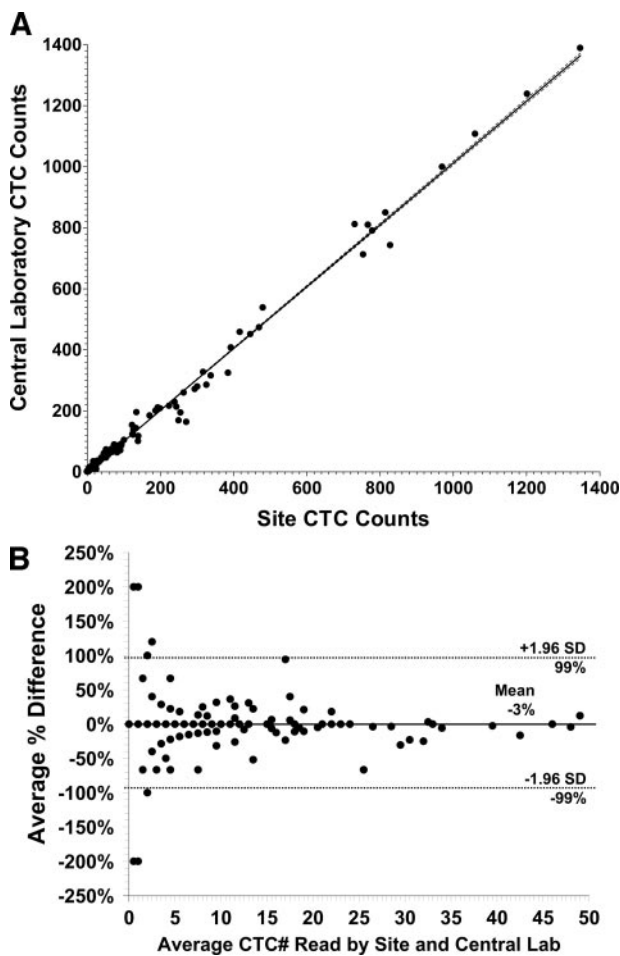 A
1400
1200
1000
800
600
400
200
0
Central Laboratory CTC Counts
0 200 400 600 800 1000 1200 1400
Site CTC Counts
B
250%
200%
150%
100%
50%
0%
-50%
-100%
-150%
-200%
-250%
Average % Difference
+1.96 SD
99%
Mean
-3%
-1.96 SD
-99%
0 5 10 15 20 25 30 35 40 45 50
Average CTC# Read by Site and Central Lab